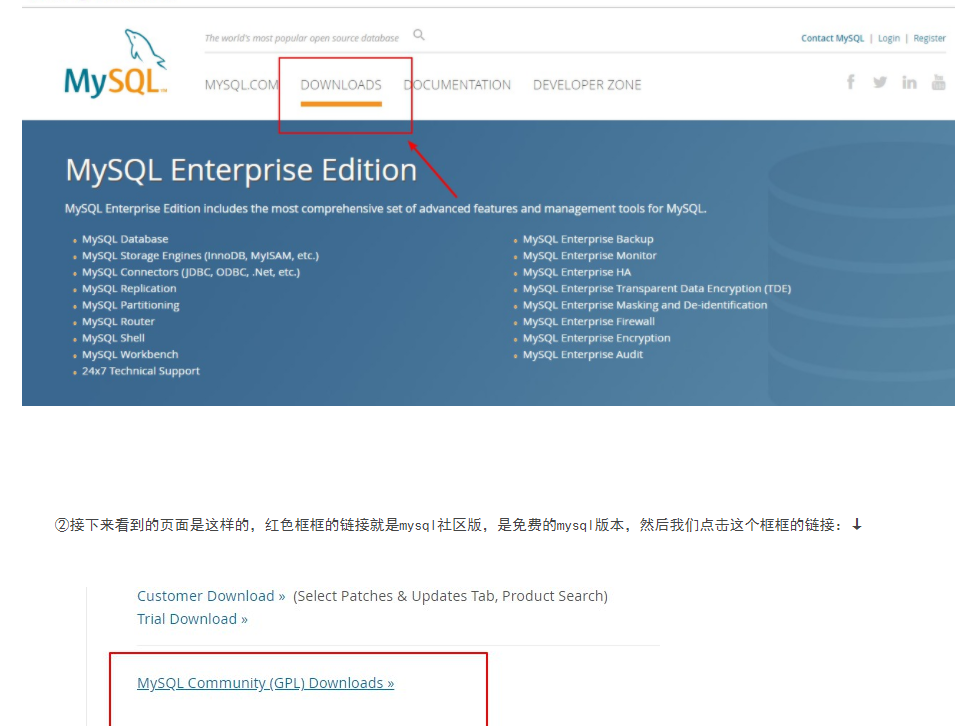 The world's most popular open source database
Contact MySQL | Login | Register
MySQL
MYSQL.COM DOWNLOADS DOCUMENTATION DEVELOPER ZONE
MySQL Enterprise Edition
MySQL Enterprise Edition includes the most comprehensive set of advanced features and management tools for MySQL.
MySQL Database
MySQL Storage Engines (InnoDB, MyISAM, etc.)
MySQL Connectors (JDBC, ODBC, .Net, etc.)
MySQL Replication
MySQL Partitioning
MySQL Router
MySQL Shell
MySQL Workbench
24x7 Technical Support
MySQL Enterprise Backup
MySQL Enterprise Monitor
MySQL Enterprise HA
MySQL Enterprise Transparent Data Encryption (TDE)
MySQL Enterprise Masking and De-identification
MySQL Enterprise Firewall
MySQL Enterprise Encryption
MySQL Enterprise Audit
②接下来看到的页面是这样的，红色框框的链接就是mysql社区版，是免费的mysql版本，然后我们点击这个框框的链接：↓
Customer Download » (Select Patches & Updates Tab, Product Search)
Trial Download »
MySQL Community (GPL) Downloads »